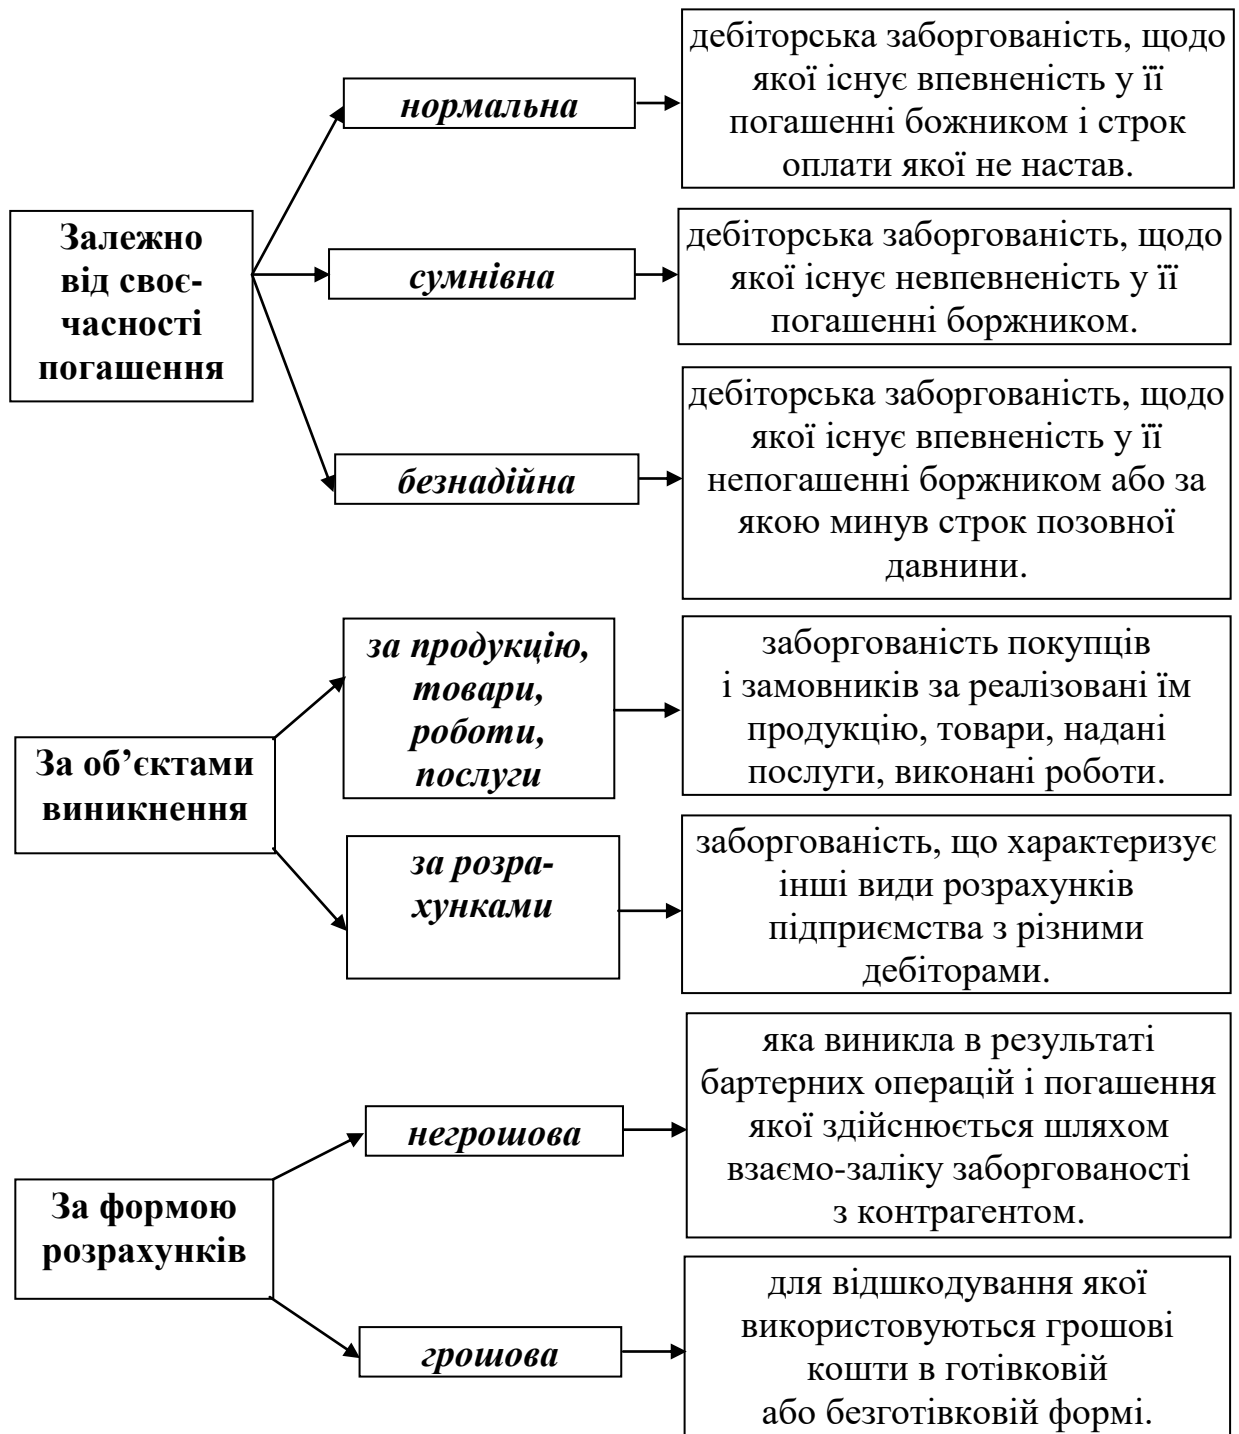 дебіторська заборгованість, щодо
якої існує впевненість у її
погашенні божником і строк
оплати якої не настав.
нормальна
Залежно
від своє-
часності
погашення
сумнівна
дебіторська заборгованість, щодо
якої існує невпевненість у її
погашенні боржником.
безнадійна
дебіторська заборгованість, щодо
якої існує впевненість у її
непогашенні боржником або за
якою минув строк позовної
давнини.
За об’єктами
виникнення
за продукцію,
товари,
роботи,
послуги
заборгованість покупців
і замовників за реалізовані їм
продукцію, товари, надані
послуги, виконані роботи.
за розра-
хунками
заборгованість, що характеризує
інші види розрахунків
підприємства з різними
дебіторами.
За формою
розрахунків
негрошова
яка виникла в результаті
бартерних операцій і погашення
якої здійснюється шляхом
взаємо-заліку заборгованості
з контрагентом.
грошова
для відшкодування якої
використовуються грошові
кошти в готівковій
або безготівковій формі.